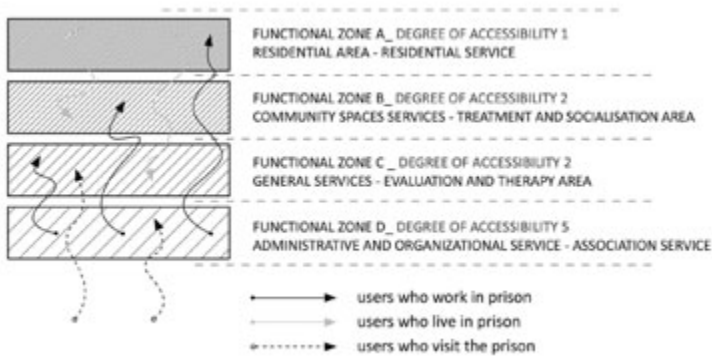 FUNCTIONAL ZONE A_ DEGREE OF ACCESSIBILITY 1
RESIDENTIAL AREA - RESIDENTIAL SERVICE
FUNCTIONAL ZONE B_ DEGREE OF ACCESSIBILITY 2
COMMUNITY SPACES SERVICES - TREATMENT AND SOCIALISATION AREA
FUNCTIONAL ZONE C_ DEGREE OF ACCESSIBILITY 2
GENERAL SERVICES - EVALUATION AND THERAPY AREA
FUNCTIONAL ZONE D_ DEGREE OF ACCESSIBILITY 5
ADMINISTRATIVE AND ORGANIZATIONAL SERVICE - ASSOCIATION SERVICE
users who work in prison
users who live in prison
users who visit the prison